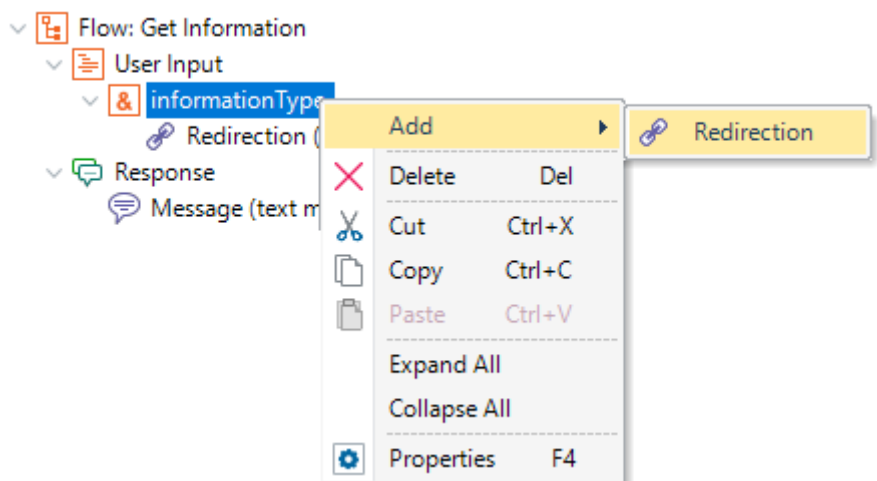 Flow: Get Information
User Input
& informationType
Redirection (
Response
Message (text m
Add
Redirection
Delete Del
Cut Ctrl+X
Copy Ctrl+C
Paste Ctrl+V
Expand All
Collapse All
Properties F4